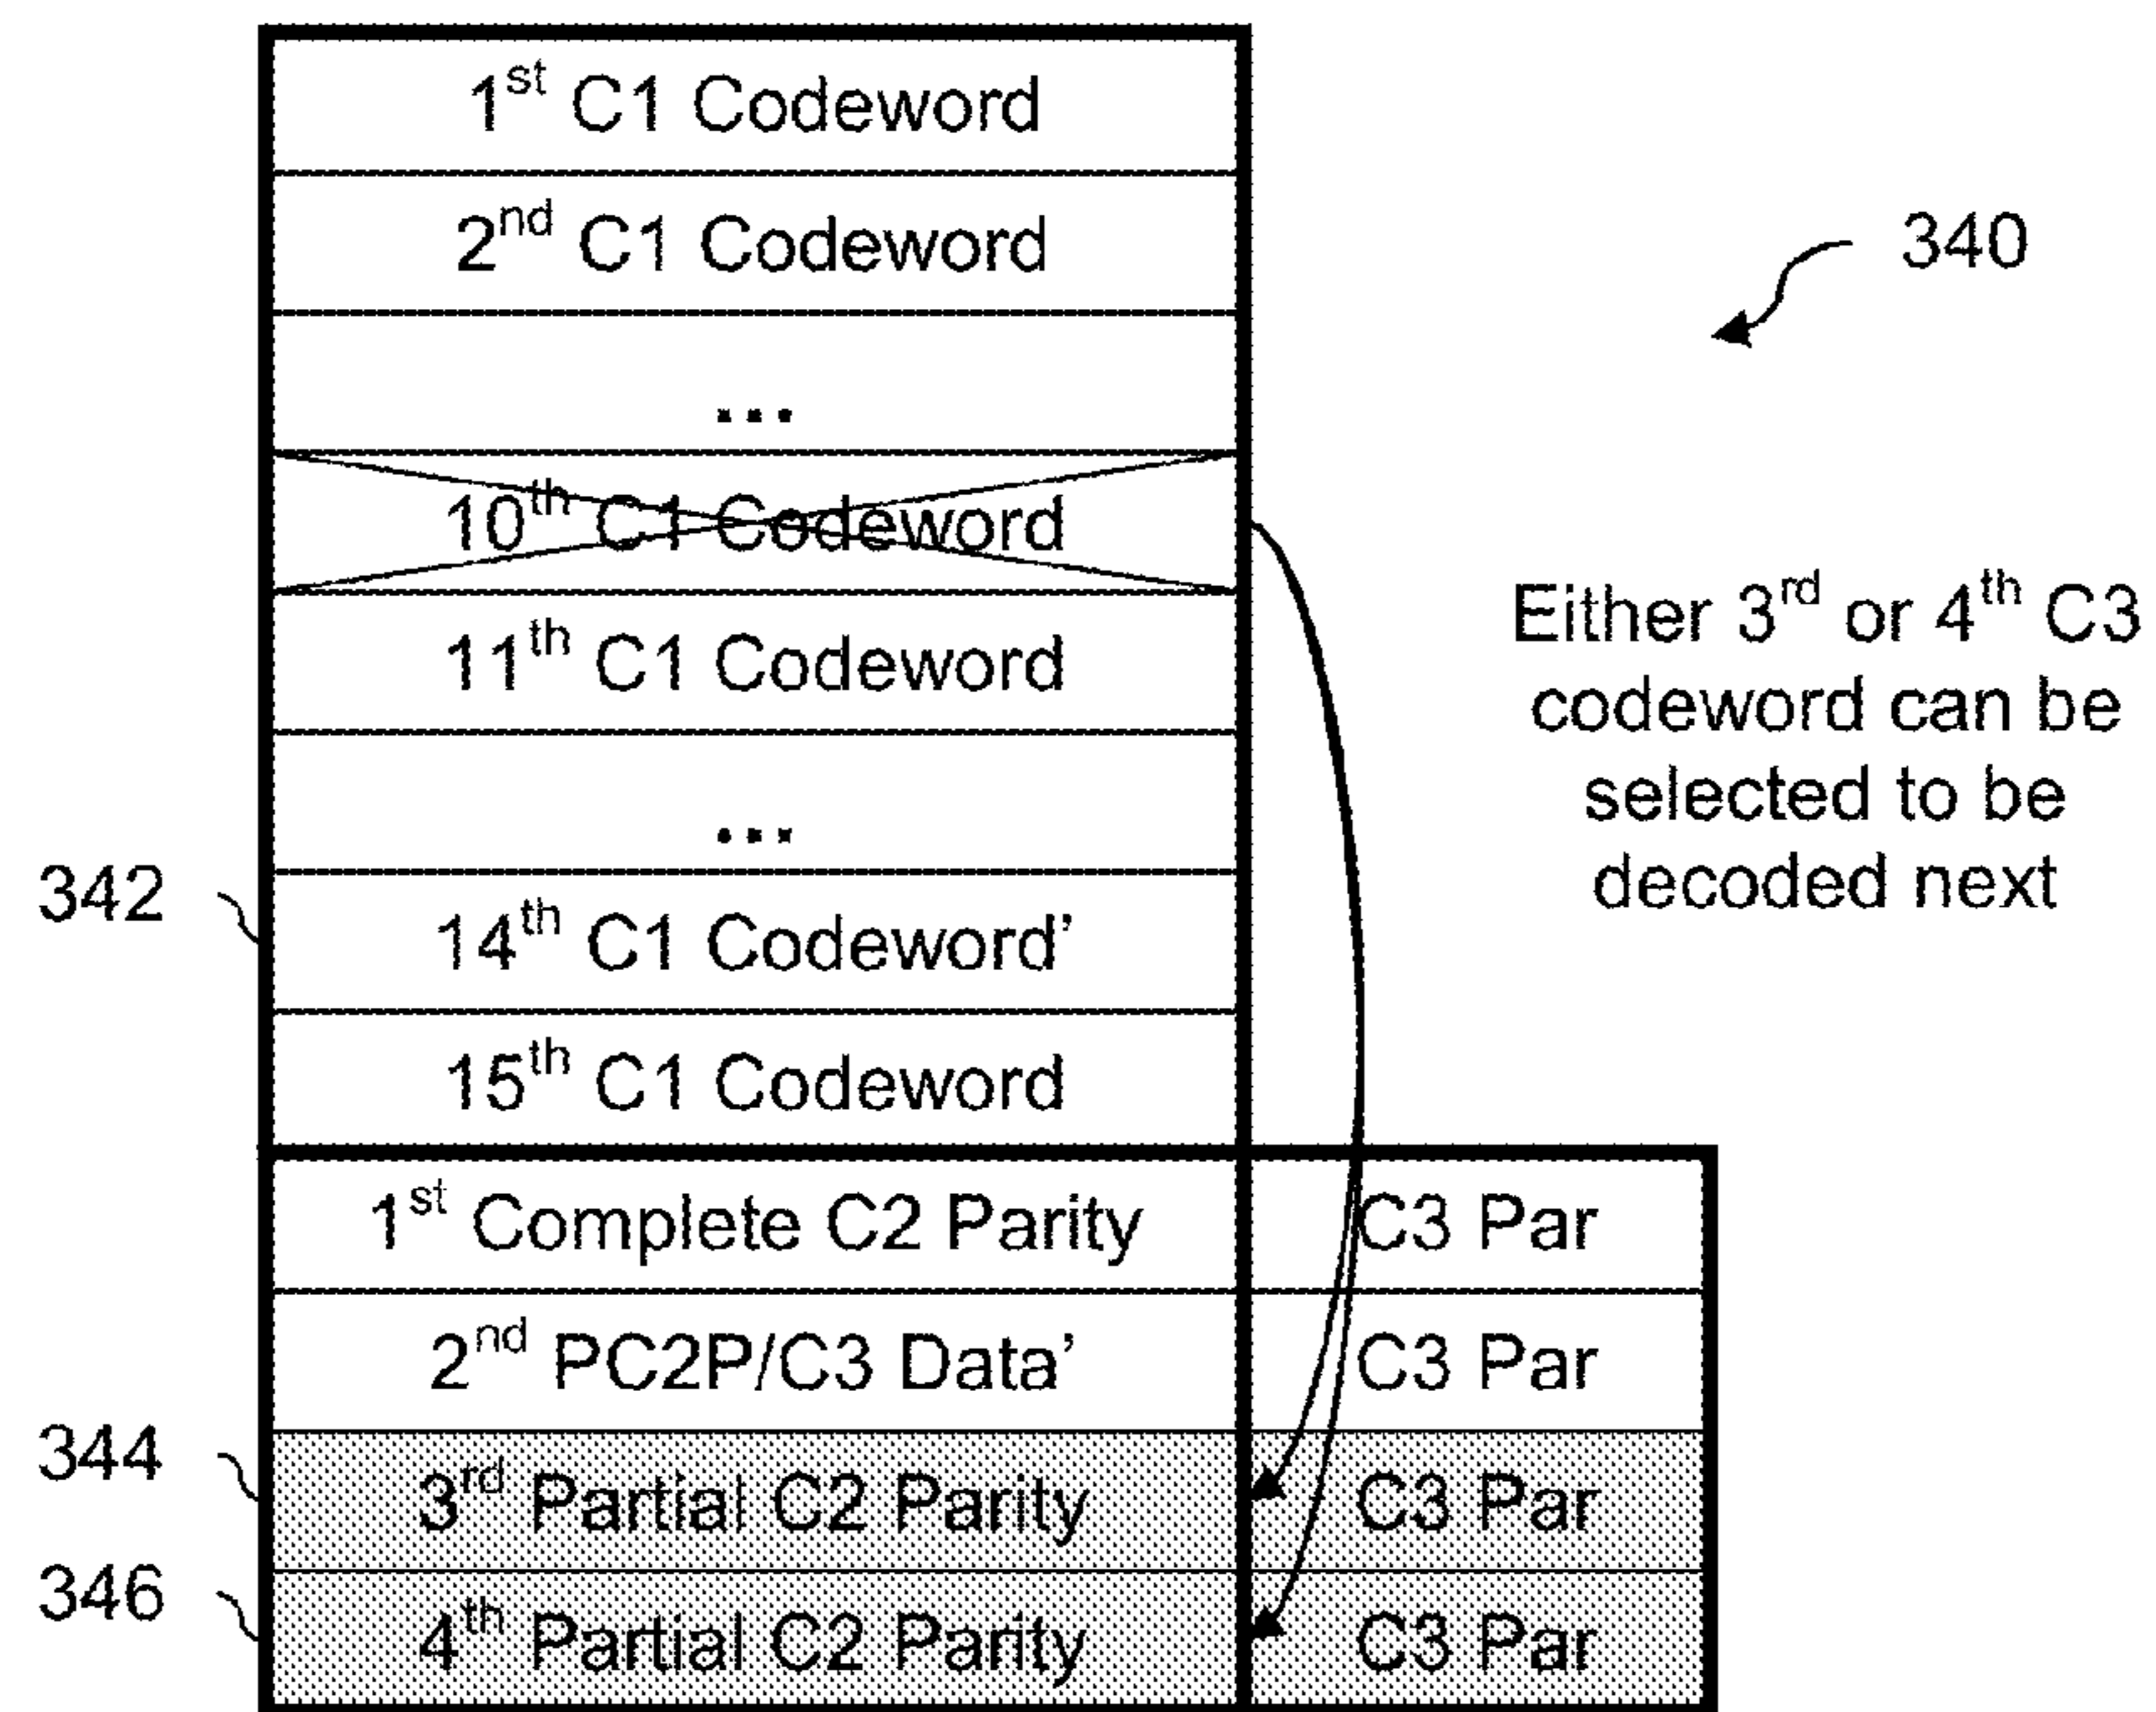 1st C1 Codeword
2nd C1 Codeword
340
...
10th C1 Codeword
11th C1 Codeword
Either 3rd or 4th C3
codeword can be
selected to be
decoded next
...
342
14th C1 Codeword’
15th C1 Codeword
1st Complete C2 Parity C3 Par
2nd PC2P/C3 Data’ C3 Par
344
3rd Partial C2 Parity C3 Par
346
4th Partial C2 Parity C3 Par